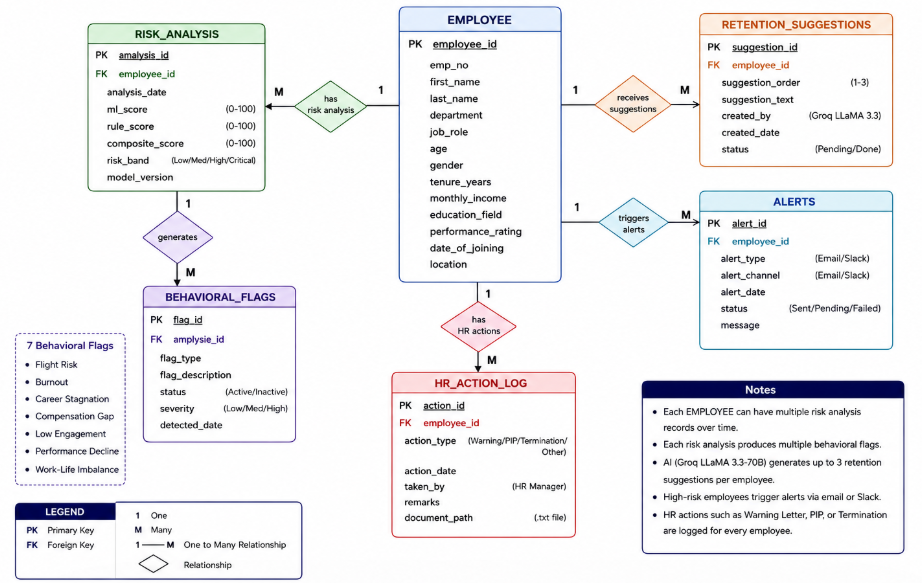 RISK_ANALYSIS
PK amalysis_id
FK employee_id
analysis_date
ml_score (0-100)
rule_score (0-100)
composite_score (0-100)
risk_band (Low/Med/High/Critical)
model_version
M
has
risk analysis
1
EMPLOYEE
PK employee_id
emp_no
first_name
last_name
department
job_role
age
gender
tenure_years
monthly_income
education_field
performance_rating
date_of_joining
location
1
receives
suggestions
M
RETENTION_SUGGESTIONS
PK suggestion_id
FK employee_id
suggestion_order (1-3)
suggestion_text
created_by (Groq LLaMA 3.3)
created_date
status (Pending/Done)
1
triggers
alerts
M
ALERTS
PK alert_id
FK employee_id
alert_type (Email/Slack)
alert_channel (Email/Slack)
alert_date
status (Sent/Pending/Failed)
message
1
generates
M
BEHAVIORAL_FLAGS
PK flag_id
FK amplysie_id
flag_type
flag_description
status (Active/Inactive)
severity (Low/Med/High)
detected_date
7 Behavioral Flags
• Flight Risk
• Burnout
• Career Stagnation
• Compensation Gap
• Low Engagement
• Performance Decline
• Work-Life Imbalance
1
has
HR actions
M
HR_ACTION_LOG
PK action_id
FK employee_id
action_type (Warning/PIP/Termination/
Other)
action_date
taken_by (HR Manager)
remarks
document_path (.txt file)
Notes
• Each EMPLOYEE can have multiple risk analysis
records over time.
• Each risk analysis produces multiple behavioral flags.
• AI (Groq LLaMA 3.3-70B) generates up to 3 retention
suggestions per employee.
• High-risk employees trigger alerts via email or Slack.
• HR actions such as Warning Letter, PIP, or Termination
are logged for every employee.
LEGEND
PK Primary Key
FK Foreign Key
1 One
M Many
1 M One to Many Relationship
Relationship